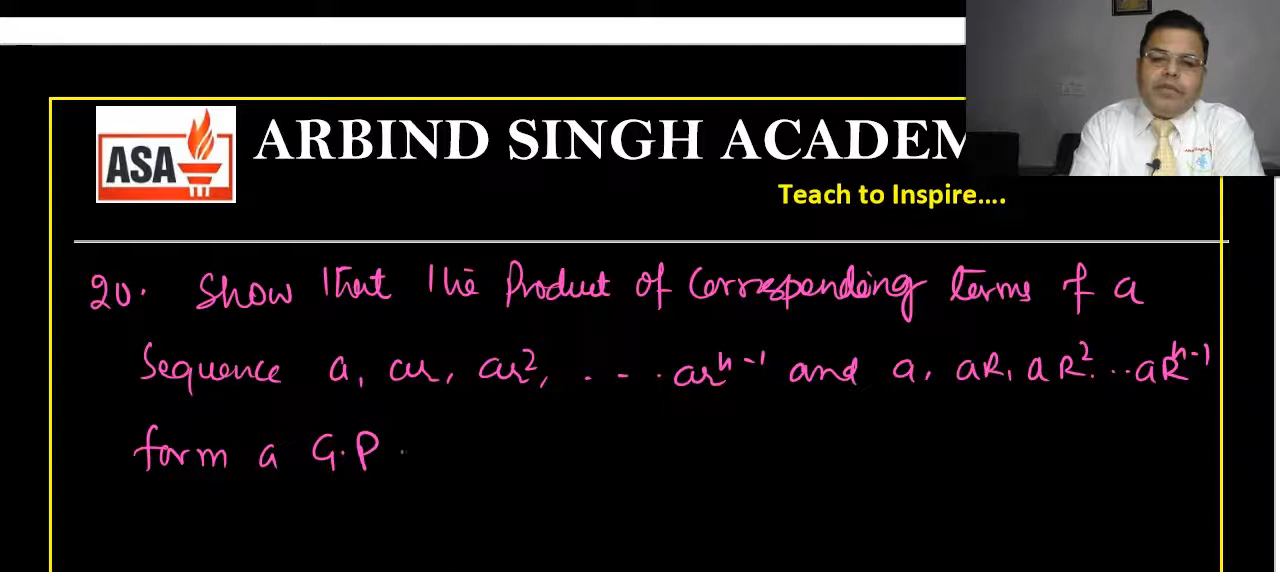 ASA
ARBIND SINGH ACADEM
Teach to Inspire....
20. Show that the Product of Corresponding terms of a
Sequence a, ar, ar², . - - . arⁿ⁻¹ and a, aR, aR² ... aRⁿ⁻¹
form a G.P.